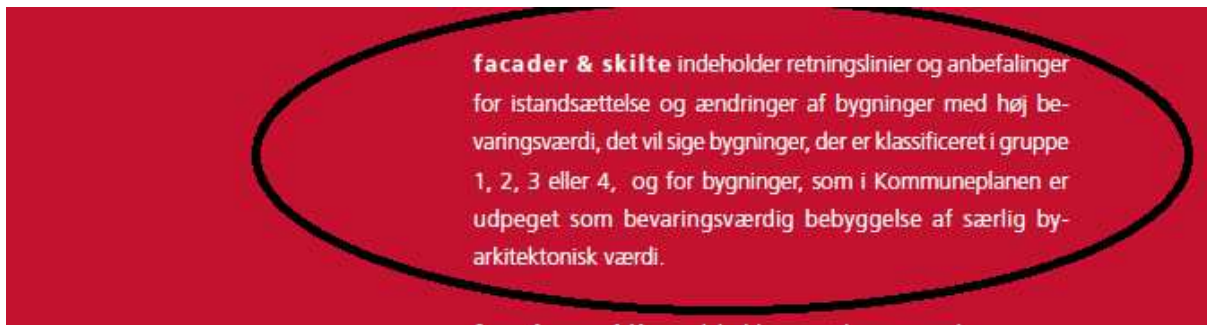 facader & skilte indeholder retningslinier og anbefalinger
for istandsættelse og ændringer af bygninger med høj be-
varingsværdi, det vil sige bygninger, der er klassificeret i gruppe
1, 2, 3 eller 4,  og for bygninger, som i Kommuneplanen er
udpeget som bevaringsværdig bebyggelse af særlig by-
arkitektonisk værdi.